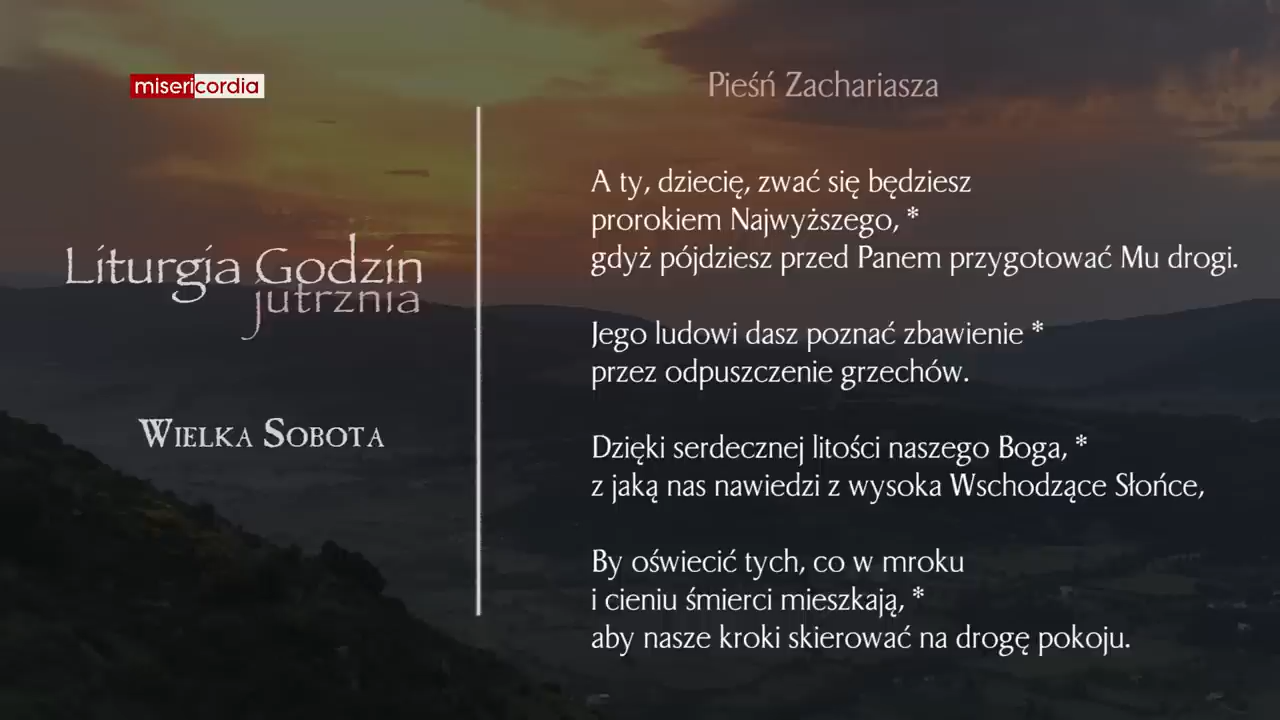 misericordia
Pieśń Zachariasza
Liturgia Godzin
jutrznia
Wielka Sobota
A ty, dziecię, zwać się będziesz
prorokiem Najwyższego, *
gdyż pójdziesz przed Panem przygotować Mu drogi.
Jego ludowi dasz poznać zbawienie *
przez odpuszczenie grzechów.
Dzięki serdecznej litości naszego Boga, *
z jaką nas nawiedzi z wysoka Wschodzące Słońce,
By oświecić tych, co w mroku
i cieniu śmierci mieszkają, *
aby nasze kroki skierować na drogę pokoju.